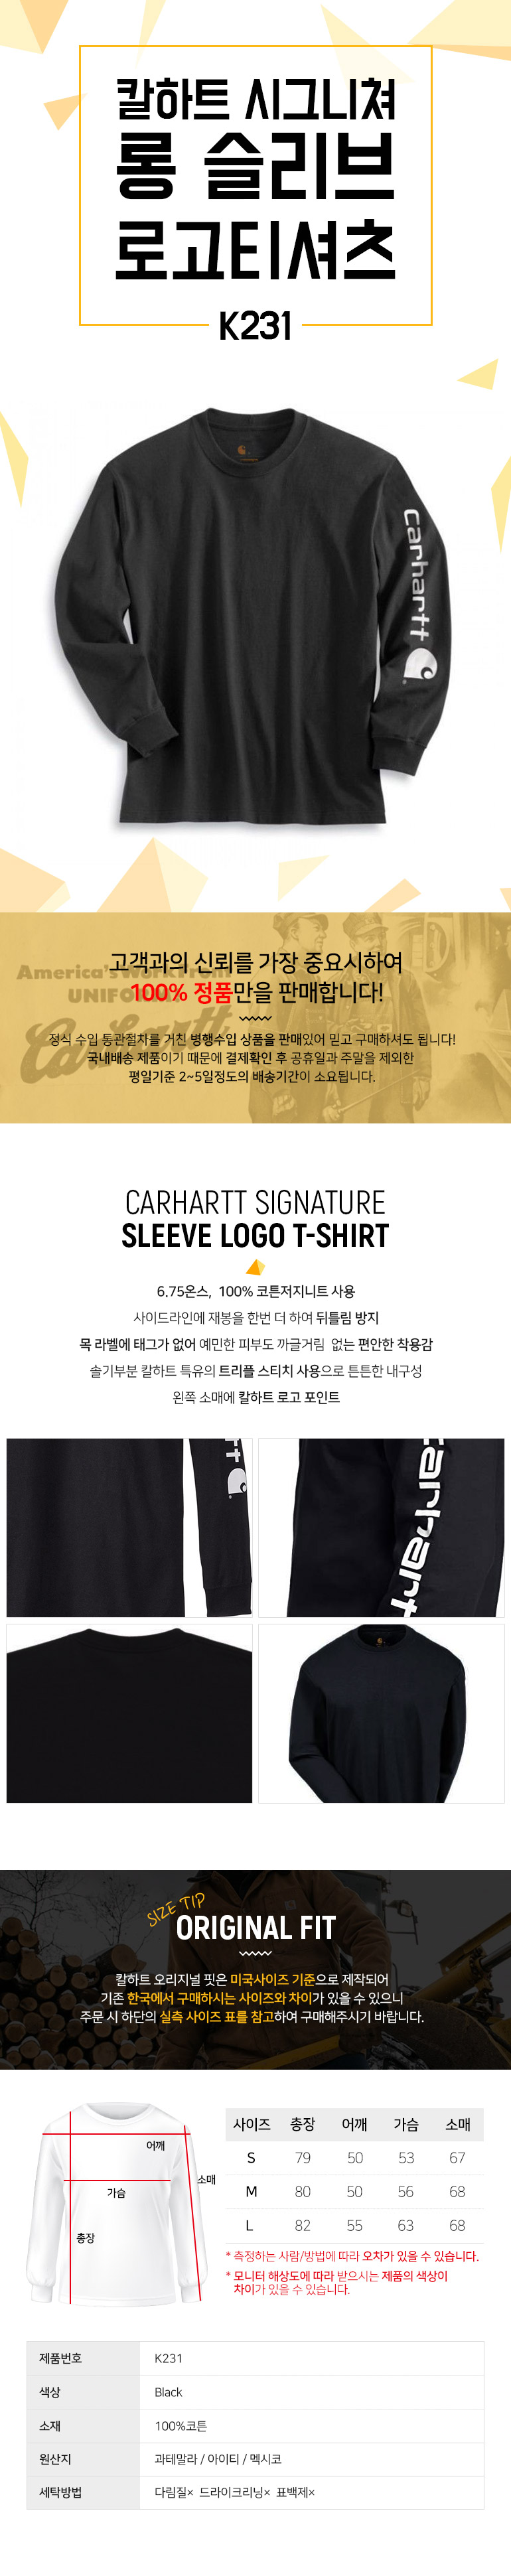 칼하트 시그니쳐
롱 슬리브
로고티셔츠
K231
carhartt
고객과의 신뢰를 가장 중요시하여
America's Work From
UNIFO
100% 정품만을 판매합니다!
Carhartt
정식 수입 통관절차를 거친 병행수입 상품을 판매있어 믿고 구매하셔도 됩니다!
국내배송 제품이기 때문에 결제확인 후 공휴일과 주말을 제외한
평일기준 2~5일정도의 배송기간이 소요됩니다.
CARHARTT SIGNATURE
SLEEVE LOGO T-SHIRT
6.75온스, 100% 코튼저지니트 사용
사이드라인에 재봉을 한번 더 하여 뒤틀림 방지
목 라벨에 태그가 없어 예민한 피부도 까글거림 없는 편안한 착용감
솔기부분 칼하트 특유의 트리플 스티치 사용으로 튼튼한 내구성
왼쪽 소매에 칼하트 로고 포인트
rtt
carhart
SIZE TIP
ORIGINAL FIT
칼하트 오리지널 핏은 미국사이즈 기준으로 제작되어
기존 한국에서 구매하시는 사이즈와 차이가 있을 수 있으니
주문 시 하단의 실측 사이즈 표를 참고하여 구매해주시기 바랍니다.
어깨
소매
가슴
총장
사이즈 총장 어깨 가슴 소매
S 79 50 53 67
M 80 50 56 68
L 82 55 63 68
* 측정하는 사람/방법에 따라 오차가 있을 수 있습니다.
* 모니터 해상도에 따라 받으시는 제품의 색상이
차이가 있을 수 있습니다.
제품번호 K231
색상 Black
소재 100%코튼
원산지 과테말라 / 아이티 / 멕시코
세탁방법 다림질× 드라이크리닝× 표백제×